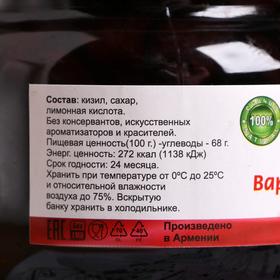 Состав: кизил, сахар,
лимонная кислота.
Без консервантов, искусственных
ароматизаторов и красителей.
Пищевая ценность(100 г.) -углеводы - 68 г.
Энерг. ценность: 272 ккал (1138 кДж)
Срок годности: 24 месяца.
Хранить при температуре от 0ºС до 25ºС
и относительной влажности
воздуха до 75%. Вскрытую
банку хранить в холодильнике.
100%
Вар
EAC
Произведено
в Армении